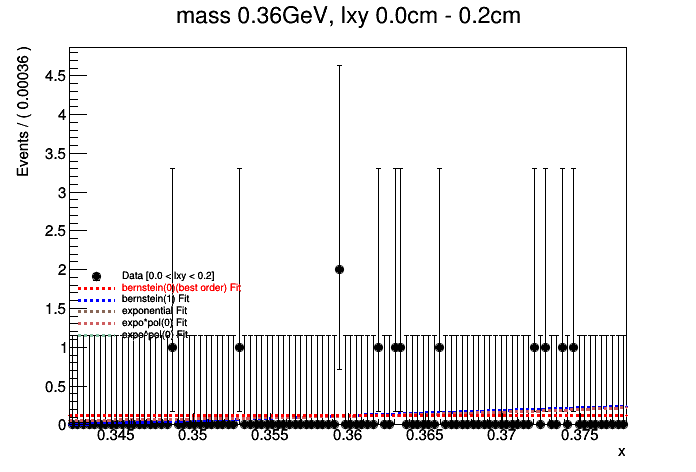 mass 0.36GeV, lxy 0.0cm - 0.2cm
Events / ( 0.00036 )
4.5
4
3.5
3
2.5
2
1.5
1
0.5
0
Data [0.0 < lxy < 0.2]
bernstein(0)(best order) Fit
bernstein(1) Fit
exponential Fit
expo*pol(0) Fit
expo*pol(0) Fit
0.345 0.35 0.355 0.36 0.365 0.37 0.375
x